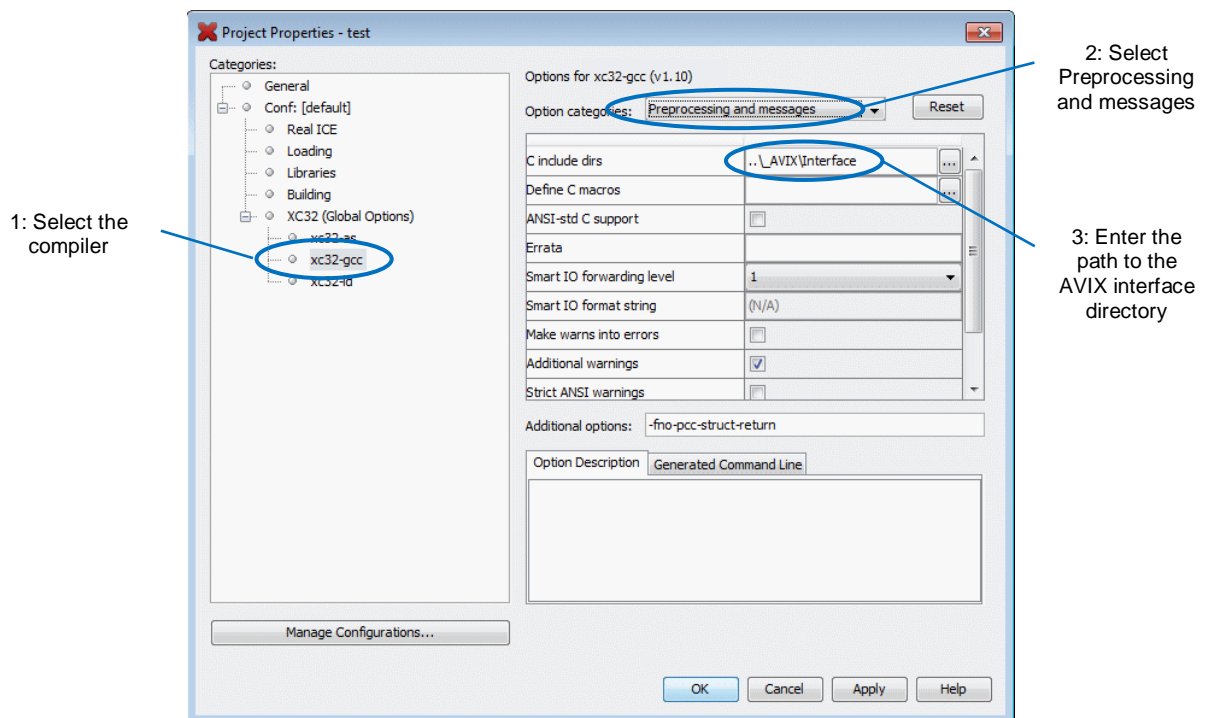 Project Properties - test
Categories:
General
Conf: [default]
Real ICE
Loading
Libraries
Building
XC32 (Global Options)
xc32-as
xc32-gcc
xc32-ld
Manage Configurations...
Options for xc32-gcc (v1.10)
Option categories: Preprocessing and messages Reset
C include dirs ..\_AVIX\Interface ...
Define C macros ...
ANSI-std C support
Errata
Smart IO forwarding level 1
Smart IO format string (N/A)
Make warns into errors
Additional warnings
Strict ANSI warnings
Additional options: -fno-pcc-struct-return
Option Description Generated Command Line
OK Cancel Apply Help
1: Select the
compiler
2: Select
Preprocessing
and messages
3: Enter the
path to the
AVIX interface
directory